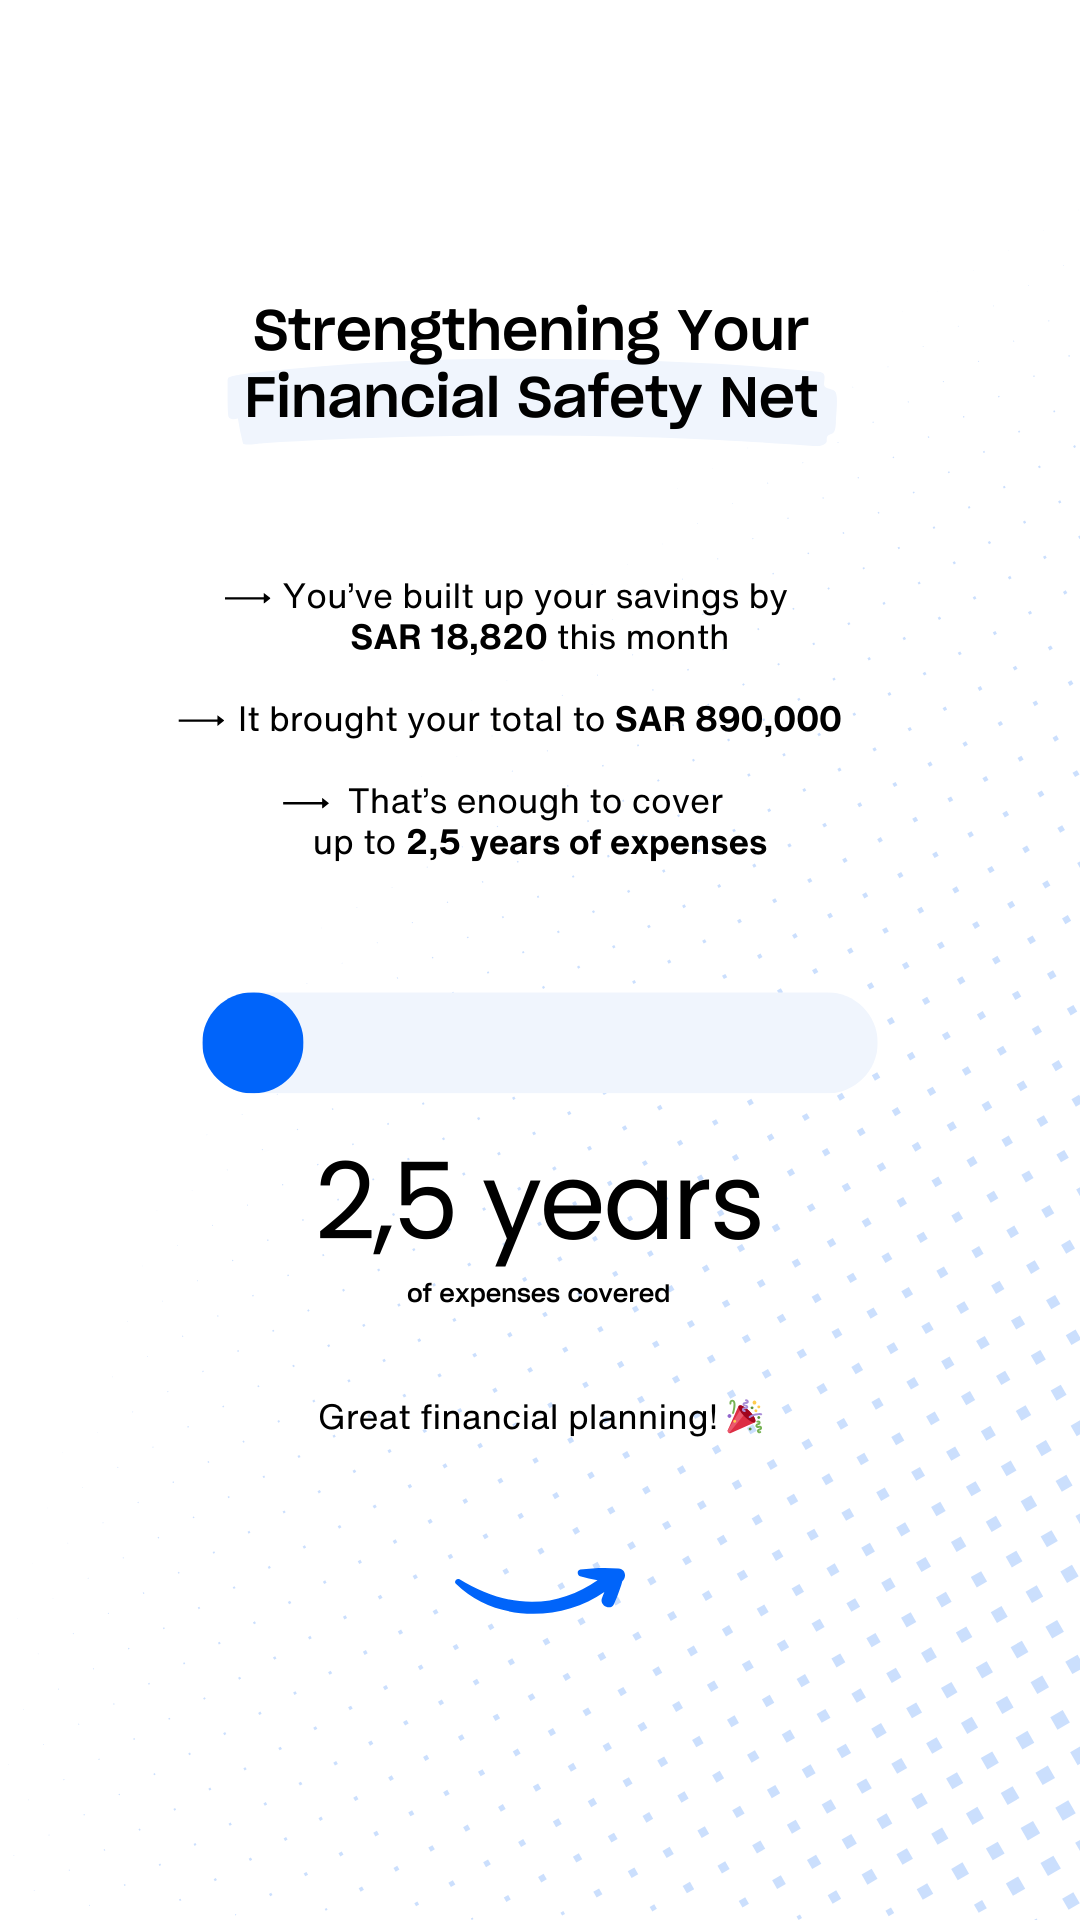 Strengthening Your
Financial Safety Net
You’ve built up your savings by
SAR 18,820 this month
It brought your total to SAR 890,000
That’s enough to cover
up to 2,5 years of expenses
2,5 years
of expenses covered
Great financial planning! 🎉